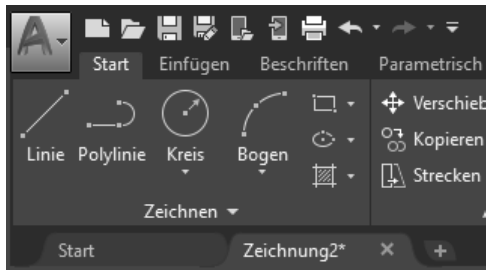 Start Einfügen Beschriften Parametrisch
Linie Polylinie Kreis Bogen
Verschieb
Kopieren
Strecken
Zeichnen
Start Zeichnung2*